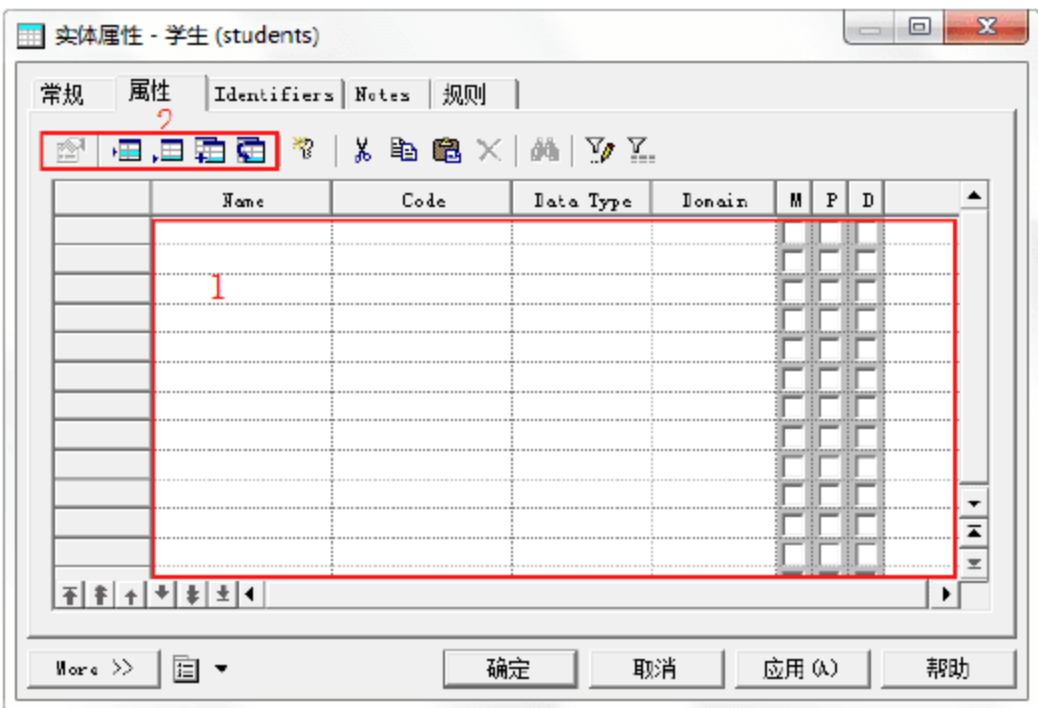 实体属性 - 学生 (students)
常规 属性 Identifiers Notes 规则
2
Name Code Data Type Domain M P D
1
More >> 确定 取消 应用(A) 帮助